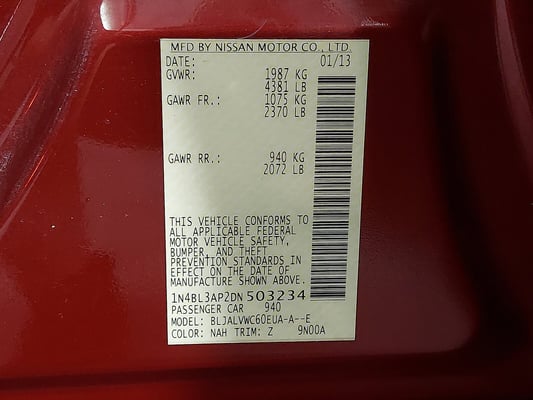 MFD BY NISSAN MOTOR CO., LTD.
DATE: 01/13
GVWR: 1987 KG
4381 LB
GAWR FR.: 1075 KG
2370 LB
GAWR RR.: 940 KG
2072 LB
THIS VEHICLE CONFORMS TO
ALL APPLICABLE FEDERAL
MOTOR VEHICLE SAFETY,
BUMPER, AND THEFT
PREVENTION STANDARDS IN
EFFECT ON THE DATE OF
MANUFACTURE SHOWN ABOVE.
1N4BL3AP2DN503234
PASSENGER CAR 940
MODEL: BLJALVWC60EUA-A--E
COLOR: NAH TRIM: Z 9N00A